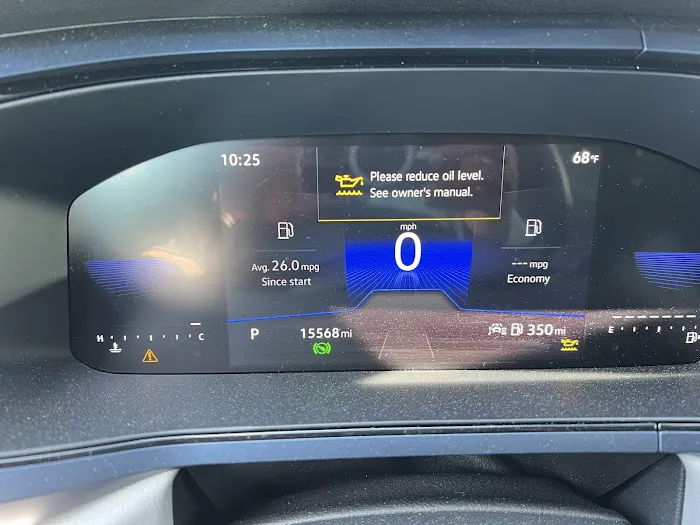 10:25
Please reduce oil level.
See owner's manual.
68°F
mph
0
Avg. 26.0 mpg
Since start
--- mpg
Economy
H C
P
15568 mi
350 mi
E